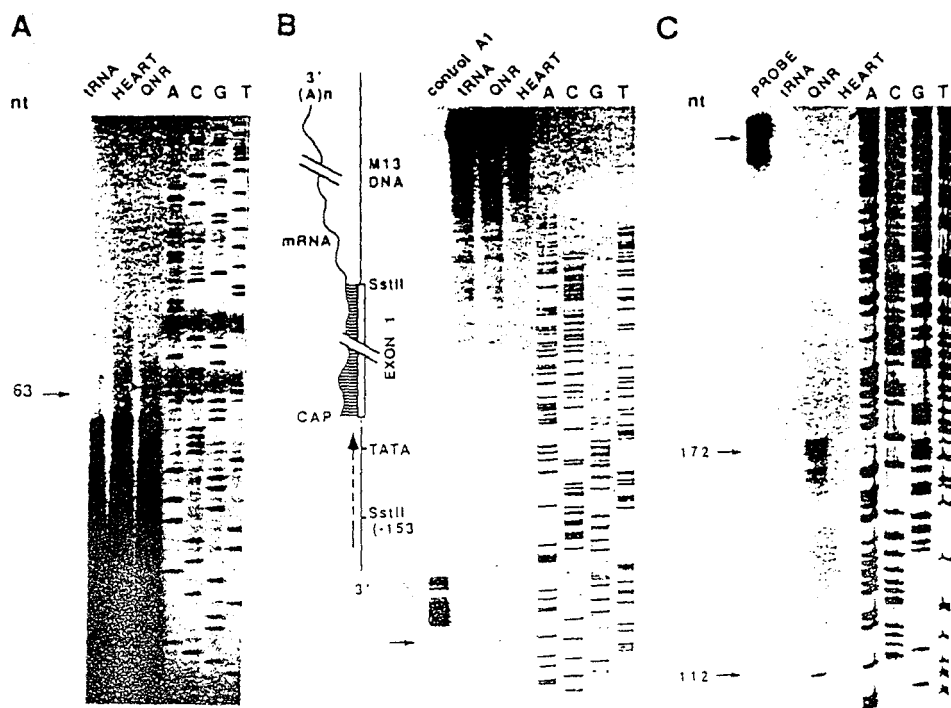 A
nt
tRNA
HEART
QNR
A C G T
63
B
3'
(A)n
M13
DNA
mRNA
SstII
EXON 1
CAP
TATA
SstII
(-153
3'
control A1
tRNA
QNR
HEART
A C G T
C
nt
PROBE
tRNA
QNR
HEART
A C G T
172
112